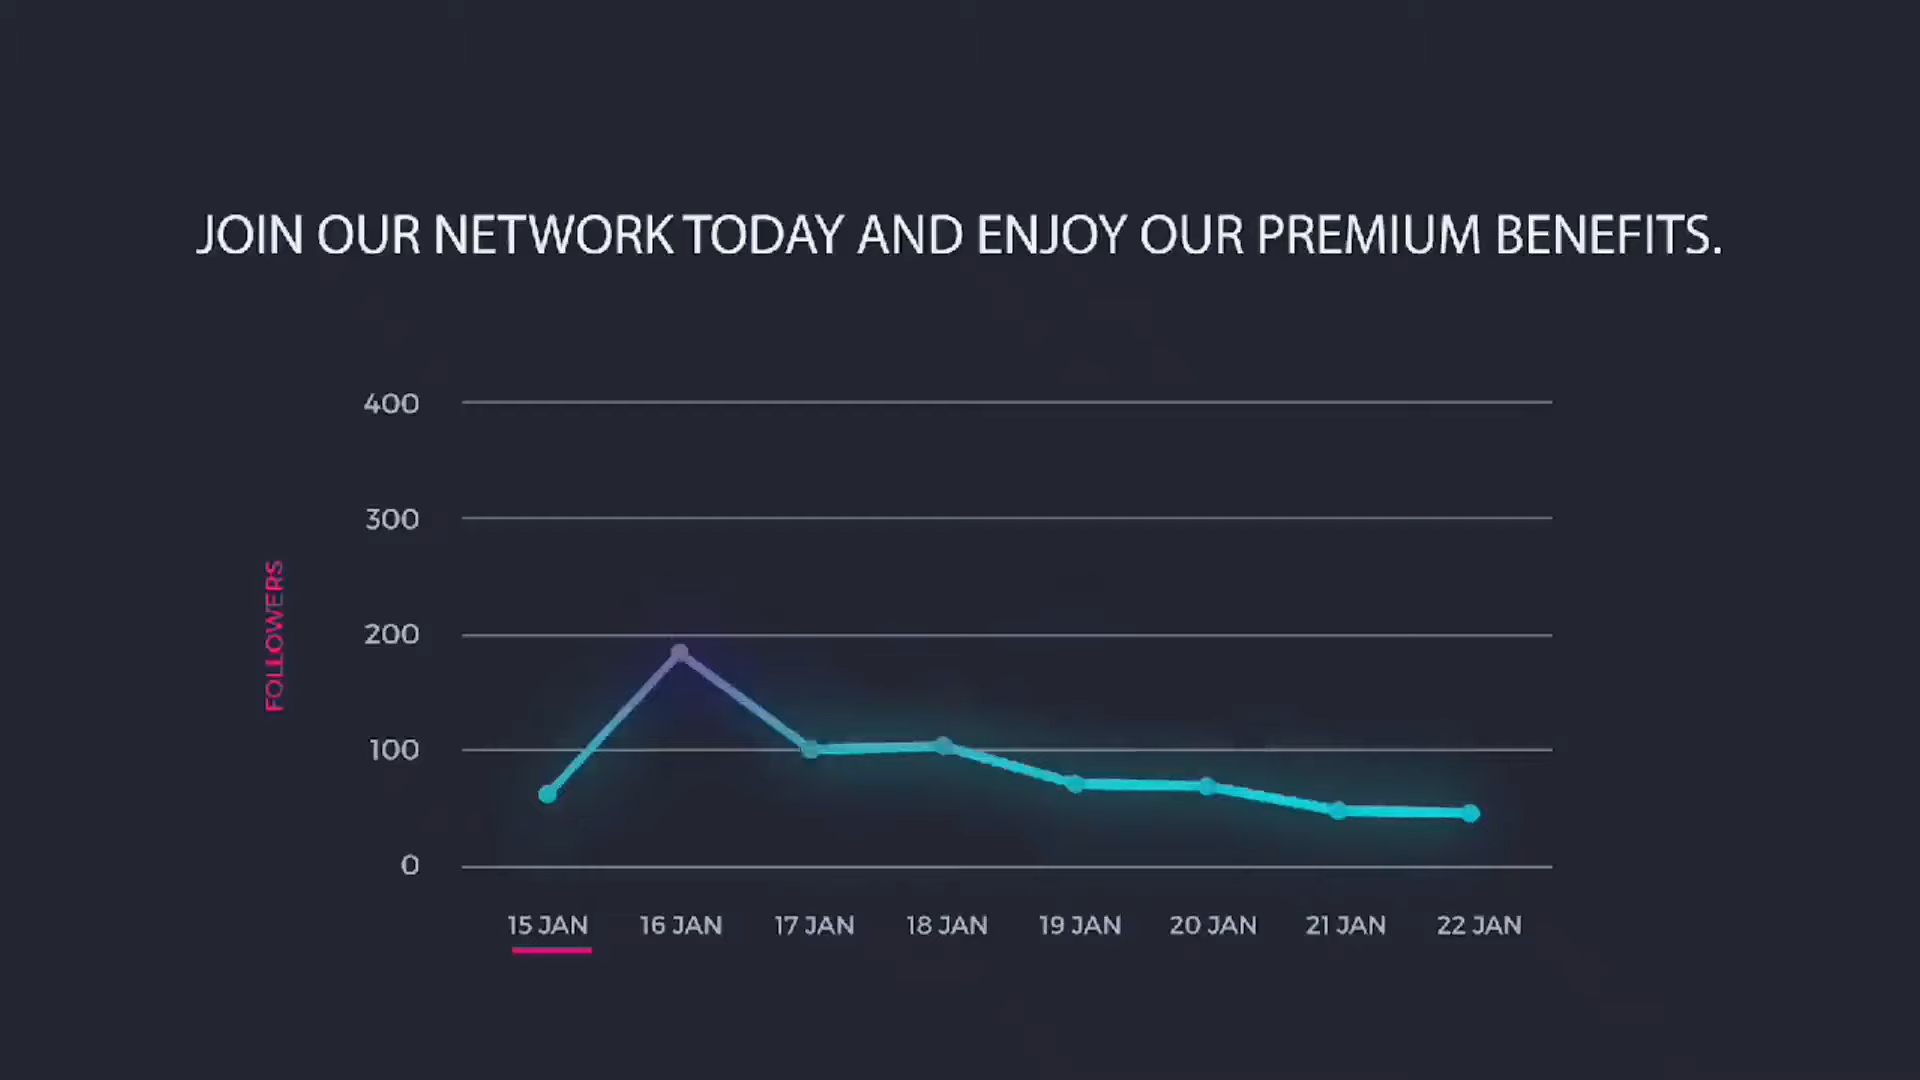 JOIN OUR NETWORK TODAY AND ENJOY OUR PREMIUM BENEFITS.
400
300
200
100
0
FOLLOWERS
15 JAN 16 JAN 17 JAN 18 JAN 19 JAN 20 JAN 21 JAN 22 JAN